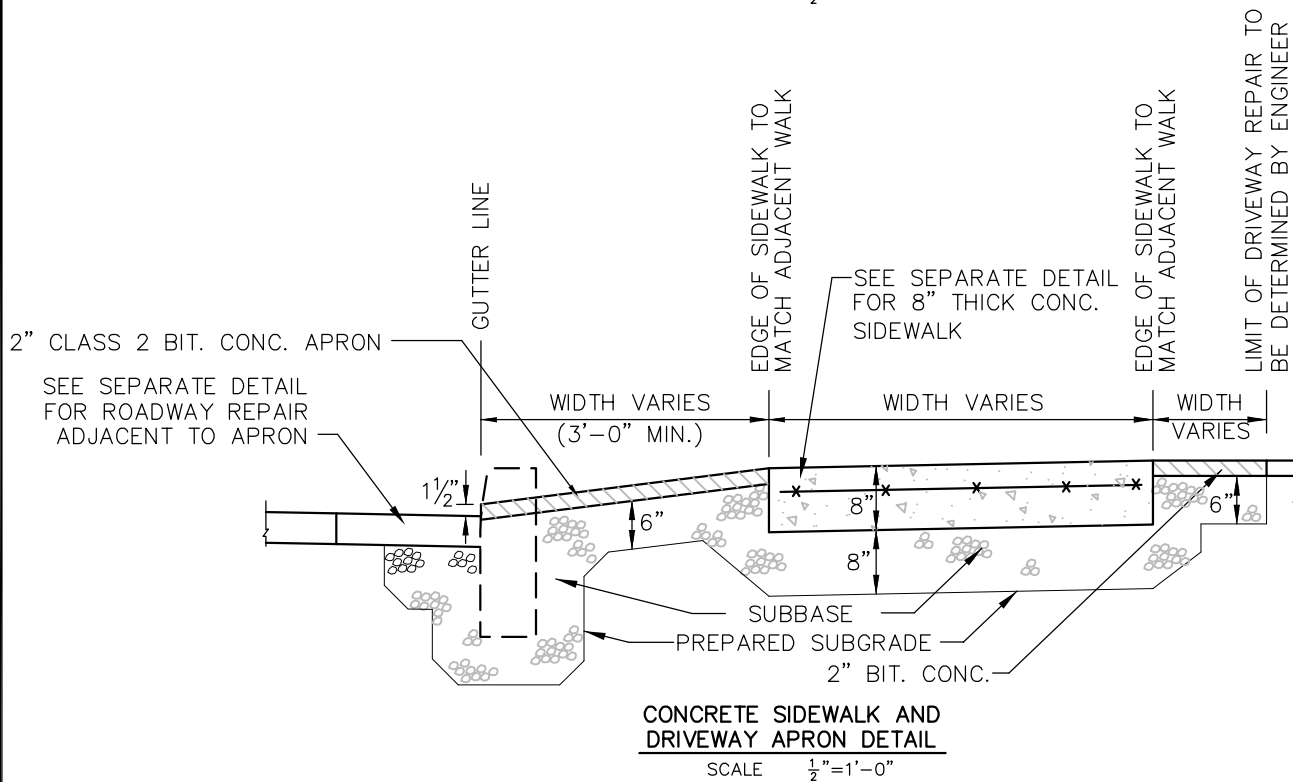 2
LIMIT OF DRIVEWAY REPAIR TO
BE DETERMINED BY ENGINEER
EDGE OF SIDEWALK TO
MATCH ADJACENT WALK
EDGE OF SIDEWALK TO
MATCH ADJACENT WALK
GUTTER LINE
SEE SEPARATE DETAIL
FOR 8" THICK CONC.
SIDEWALK
2" CLASS 2 BIT. CONC. APRON
SEE SEPARATE DETAIL
FOR ROADWAY REPAIR
ADJACENT TO APRON
WIDTH VARIES
(3'-0" MIN.)
WIDTH VARIES
WIDTH
VARIES
1½"
6"
8"
8"
6"
SUBBASE
PREPARED SUBGRADE
2" BIT. CONC.
CONCRETE SIDEWALK AND
DRIVEWAY APRON DETAIL
SCALE ½"=1'-0"